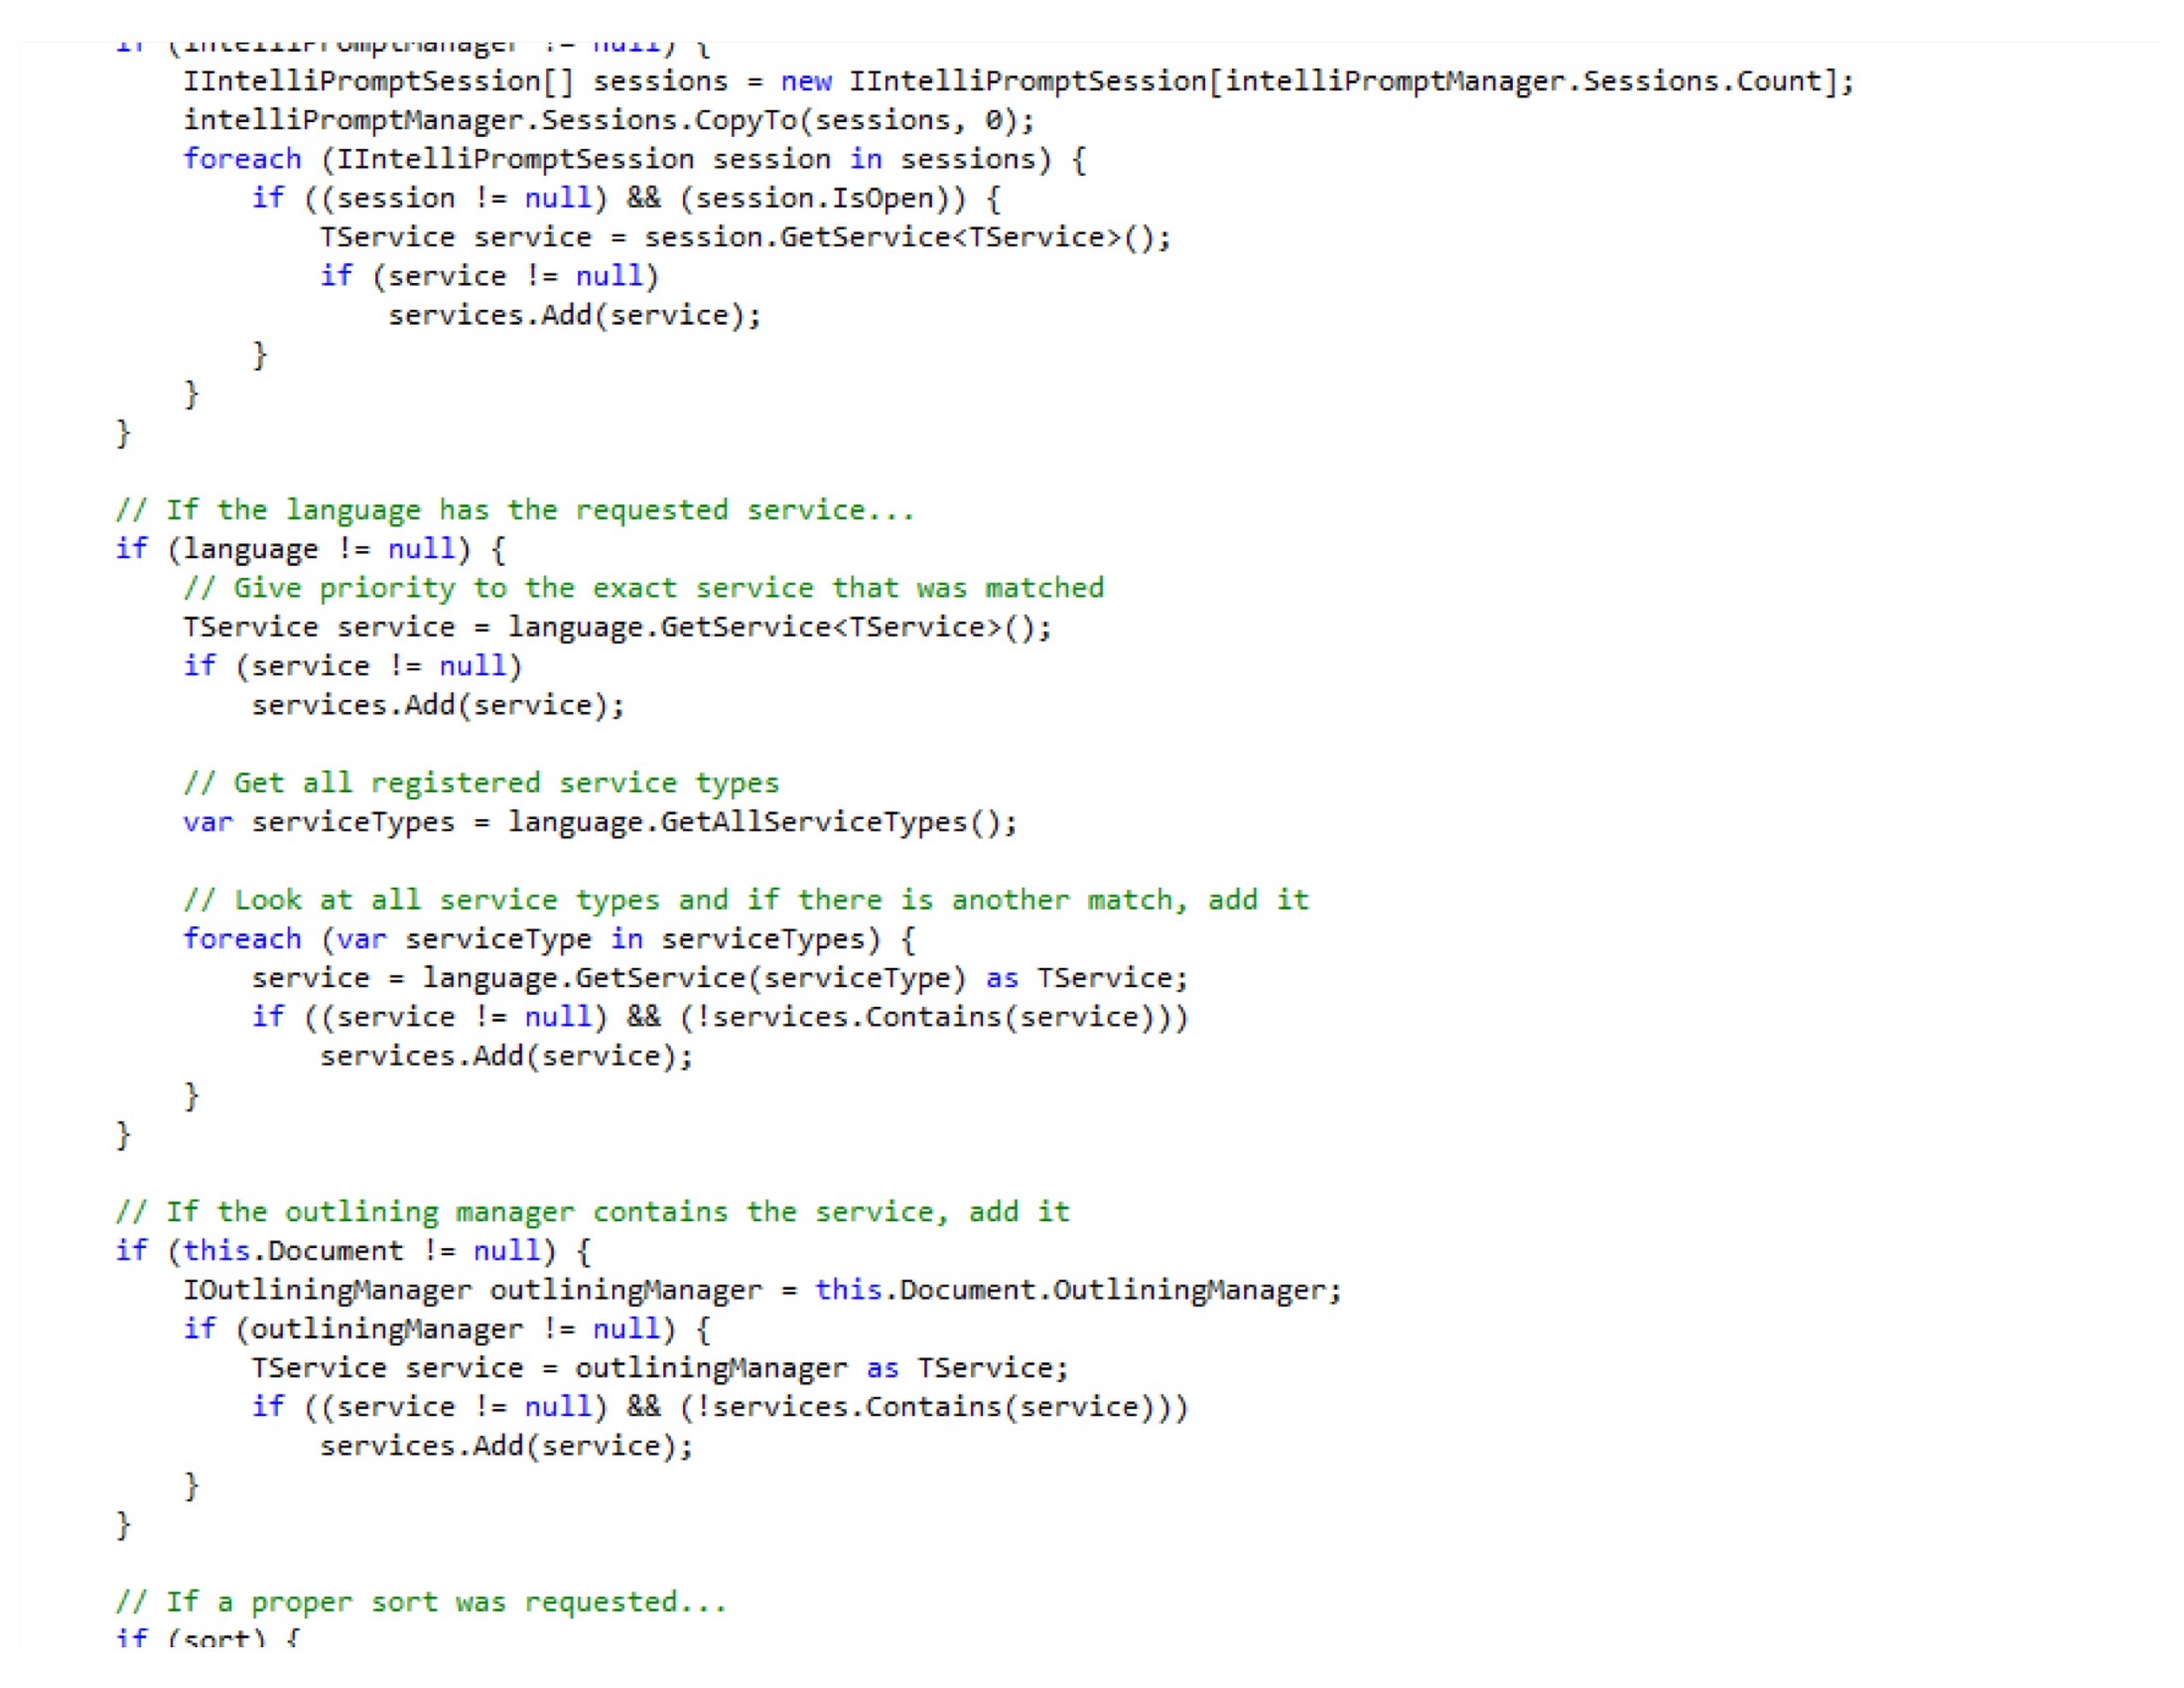 if (intelliPromptManager != null) {
    IIntelliPromptSession[] sessions = new IIntelliPromptSession[intelliPromptManager.Sessions.Count];
    intelliPromptManager.Sessions.CopyTo(sessions, 0);
    foreach (IIntelliPromptSession session in sessions) {
        if ((session != null) && (session.IsOpen)) {
            TService service = session.GetService<TService>();
            if (service != null)
                services.Add(service);
        }
    }
}

// If the language has the requested service...
if (language != null) {
    // Give priority to the exact service that was matched
    TService service = language.GetService<TService>();
    if (service != null)
        services.Add(service);

    // Get all registered service types
    var serviceTypes = language.GetAllServiceTypes();

    // Look at all service types and if there is another match, add it
    foreach (var serviceType in serviceTypes) {
        service = language.GetService(serviceType) as TService;
        if ((service != null) && (!services.Contains(service)))
            services.Add(service);
    }
}

// If the outlining manager contains the service, add it
if (this.Document != null) {
    IOutliningManager outliningManager = this.Document.OutliningManager;
    if (outliningManager != null) {
        TService service = outliningManager as TService;
        if ((service != null) && (!services.Contains(service)))
            services.Add(service);
    }
}

// If a proper sort was requested...
if (sort) {